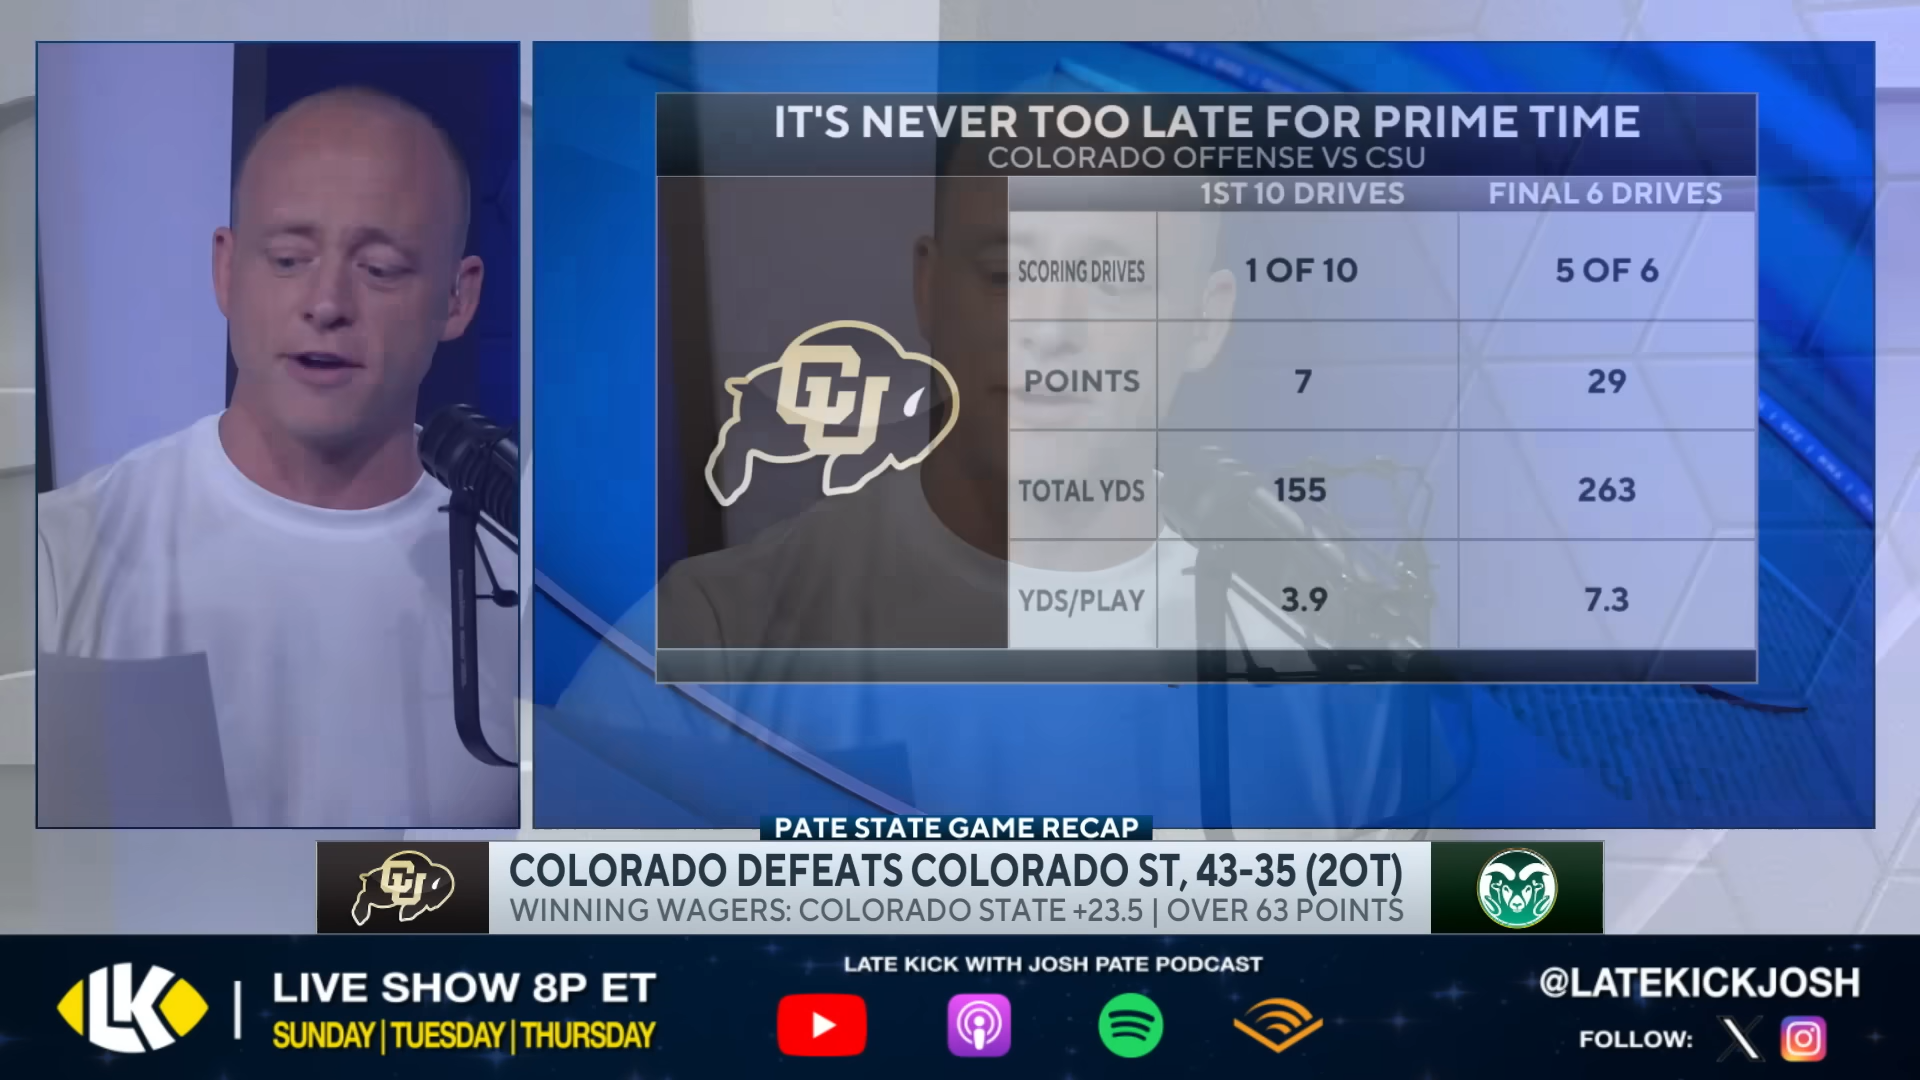 IT'S NEVER TOO LATE FOR PRIME TIME
COLORADO OFFENSE VS CSU
1ST 10 DRIVES FINAL 6 DRIVES
SCORING DRIVES 1 OF 10 5 OF 6
POINTS 7 29
TOTAL YDS 155 263
YDS/PLAY 3.9 7.3
CU
PATE STATE GAME RECAP
COLORADO DEFEATS COLORADO ST, 43-35 (2OT)
WINNING WAGERS: COLORADO STATE +23.5 | OVER 63 POINTS
CU
LK
LIVE SHOW 8P ET
SUNDAY | TUESDAY | THURSDAY
LATE KICK WITH JOSH PATE PODCAST
@LATEKICKJOSH
FOLLOW: